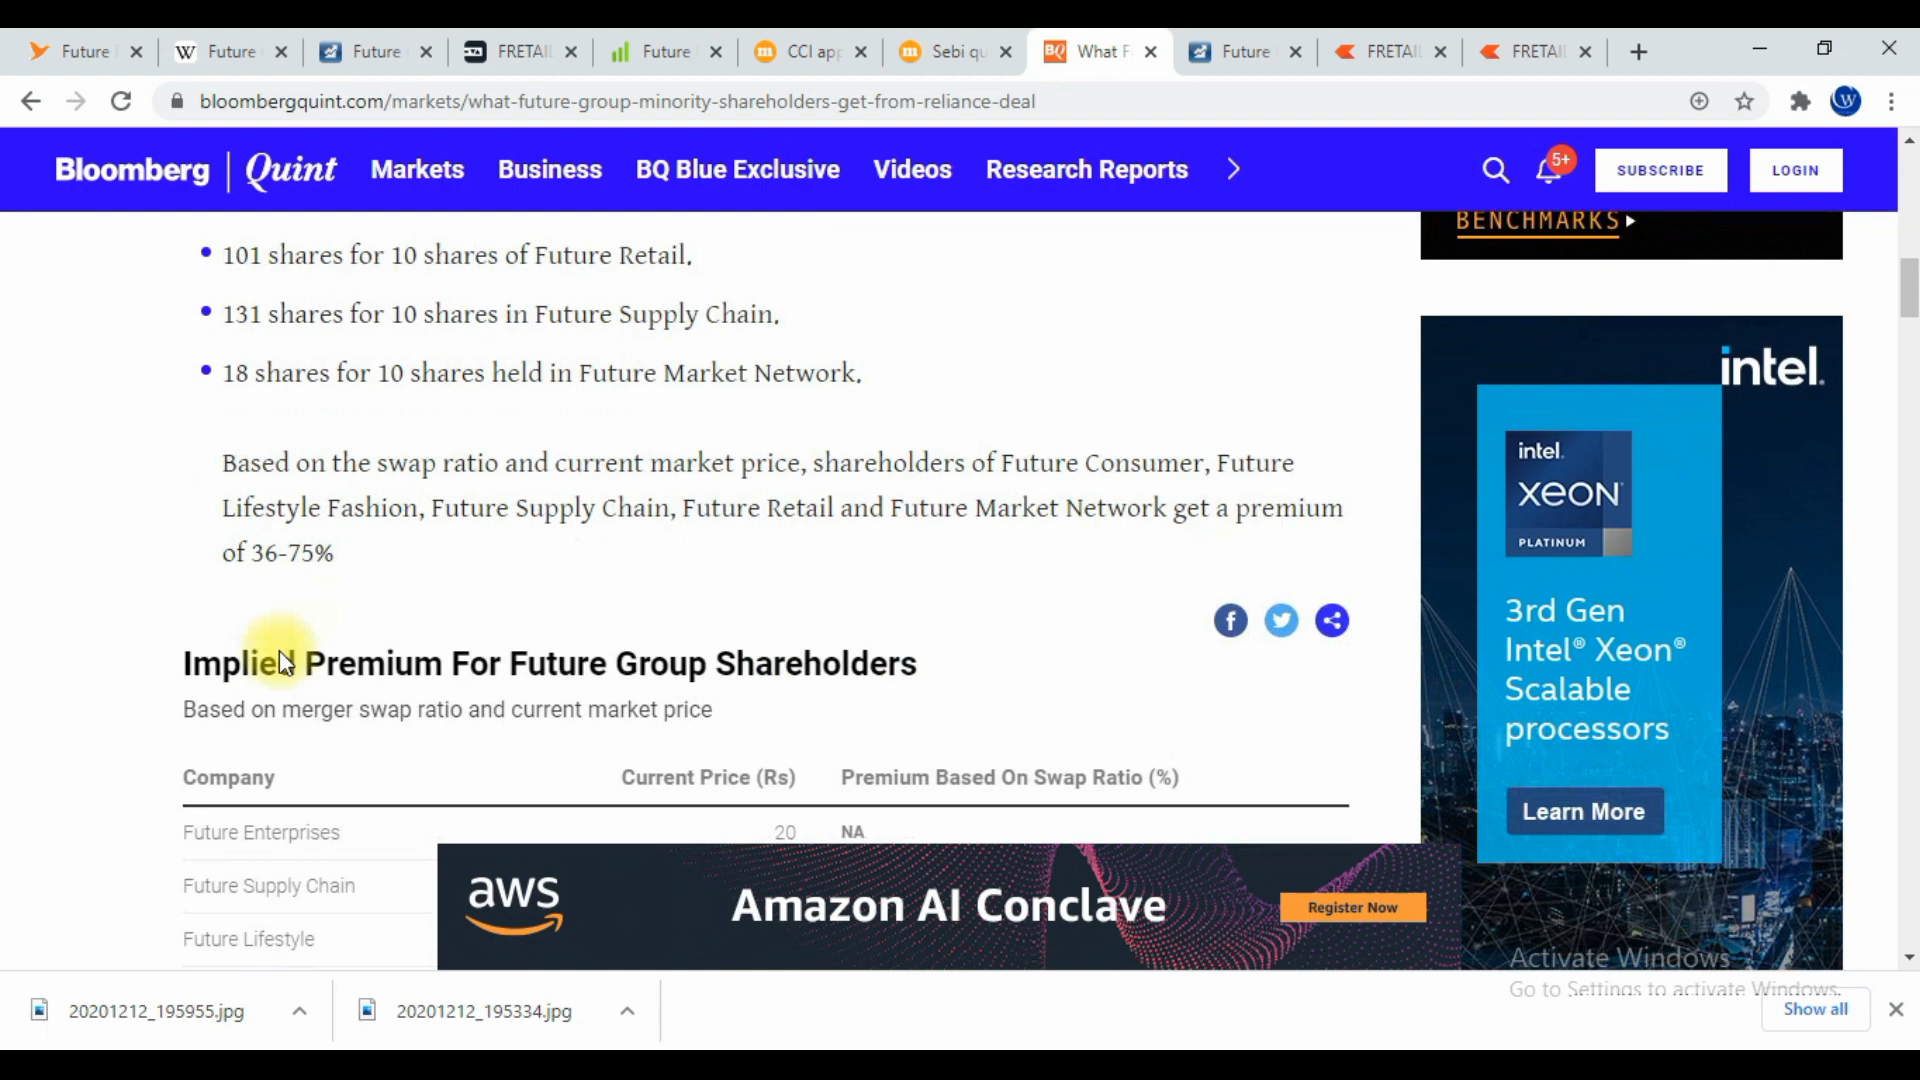 Future
Future
Future
FRETAIL
Future
CCI app
Sebi qu
What F
Future
FRETAIL
FRETAIL
bloombergquint.com/markets/what-future-group-minority-shareholders-get-from-reliance-deal
Bloomberg | Quint
Markets
Business
BQ Blue Exclusive
Videos
Research Reports
5+
SUBSCRIBE
LOGIN
BENCHMARKS
• 101 shares for 10 shares of Future Retail.
• 131 shares for 10 shares in Future Supply Chain.
• 18 shares for 10 shares held in Future Market Network.
Based on the swap ratio and current market price, shareholders of Future Consumer, Future
Lifestyle Fashion, Future Supply Chain, Future Retail and Future Market Network get a premium
of 36-75%
Implied Premium For Future Group Shareholders
Based on merger swap ratio and current market price
Company Current Price (Rs) Premium Based On Swap Ratio (%)
Future Enterprises 20 NA
Future Supply Chain
Future Lifestyle
intel.
intel.
XEON
PLATINUM
3rd Gen
Intel® Xeon®
Scalable
processors
Learn More
aws
Amazon AI Conclave
Register Now
Activate Windows
Go to Settings to activate Windows.
20201212_195955.jpg
20201212_195334.jpg
Show all